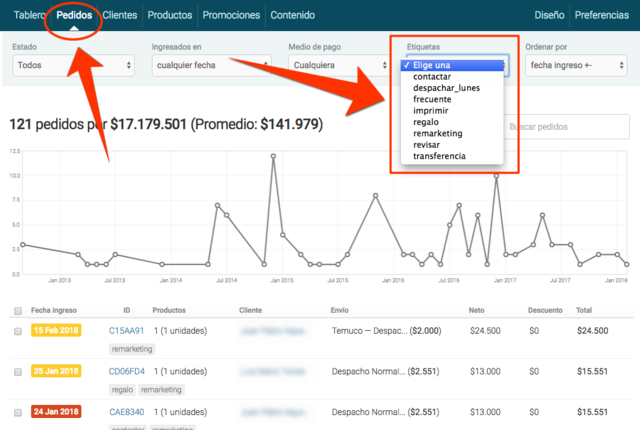 Tablero Pedidos Clientes Productos Promociones Contenido Diseño Preferencias
Estado Ingresados en Medio de pago Etiquetas Ordenar por
Todos cualquier fecha Cualquiera ✓ Elige una fecha ingreso +-
contactar
despachar_lunes
frecuente
imprimir
regalo
remarketing
revisar
transferencia
121 pedidos por $17.179.501 (Promedio: $141.979) Buscar pedidos
12.5
10.0
7.5
5.0
2.5
0.0
Jan 2013 Jul 2013 Jan 2014 Jul 2014 Jan 2015 Jul 2015 Jan 2016 Jul 2016 Jan 2017 Jul 2017 Jan 2018
Fecha Ingreso ID Productos Cliente Envío Neto Descuento Total
15 Feb 2018 C15AA91 1 (1 unidades) Temuco — Despac... ($2.000) $24.500 $0 $24.500
remarketing
25 Jan 2018 CD06FD4 1 (1 unidades) Despacho Normal... ($2.551) $13.000 $0 $15.551
regalo remarketing
24 Jan 2018 CAE8340 1 (1 unidades) Despacho Normal... ($2.551) $13.000 $0 $15.551
contactar remarketing